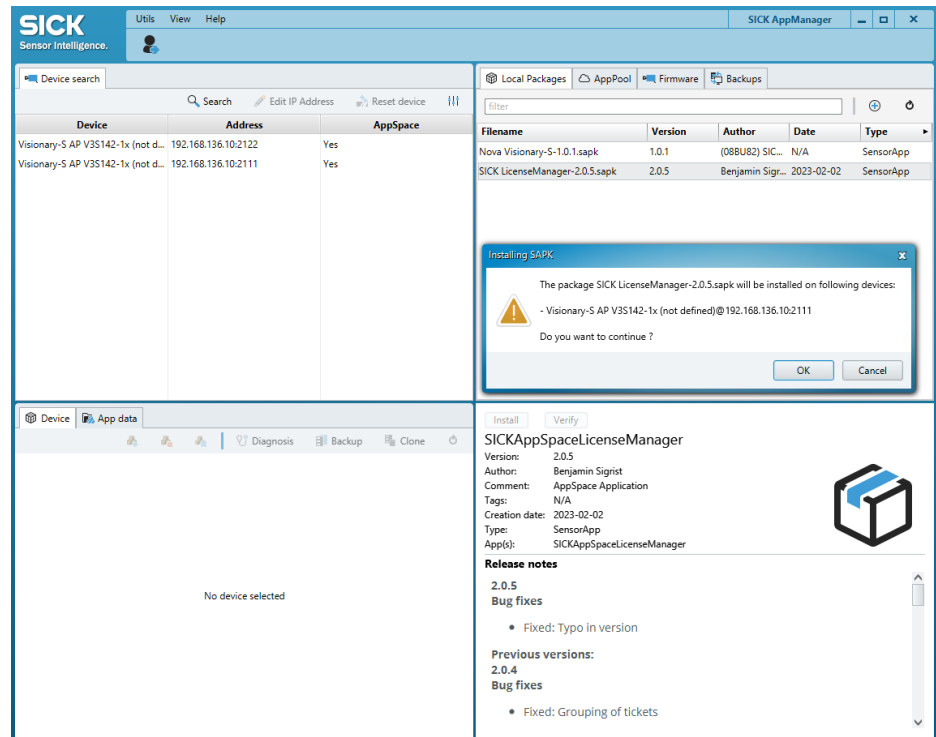 SICK
Sensor Intelligence.
Utils View Help
SICK AppManager
Device search
Search Edit IP Address Reset device
Device Address AppSpace
Visionary-S AP V3S142-1x (not d... 192.168.136.10:2122 Yes
Visionary-S AP V3S142-1x (not d... 192.168.136.10:2111 Yes
Local Packages AppPool Firmware Backups
filter
Filename Version Author Date Type
Nova Visionary-S-1.0.1.sapk 1.0.1 (08BU82) SIC... N/A SensorApp
SICK LicenseManager-2.0.5.sapk 2.0.5 Benjamin Sigr... 2023-02-02 SensorApp
Installing SAPK
The package SICK LicenseManager-2.0.5.sapk will be installed on following devices:
- Visionary-S AP V3S142-1x (not defined)@192.168.136.10:2111
Do you want to continue ?
OK Cancel
Device App data
Diagnosis Backup Clone
No device selected
Install Verify
SICKAppSpaceLicenseManager
Version: 2.0.5
Author: Benjamin Sigrist
Comment: AppSpace Application
Tags: N/A
Creation date: 2023-02-02
Type: SensorApp
App(s): SICKAppSpaceLicenseManager
Release notes
2.0.5
Bug fixes
• Fixed: Typo in version
Previous versions:
2.0.4
Bug fixes
• Fixed: Grouping of tickets